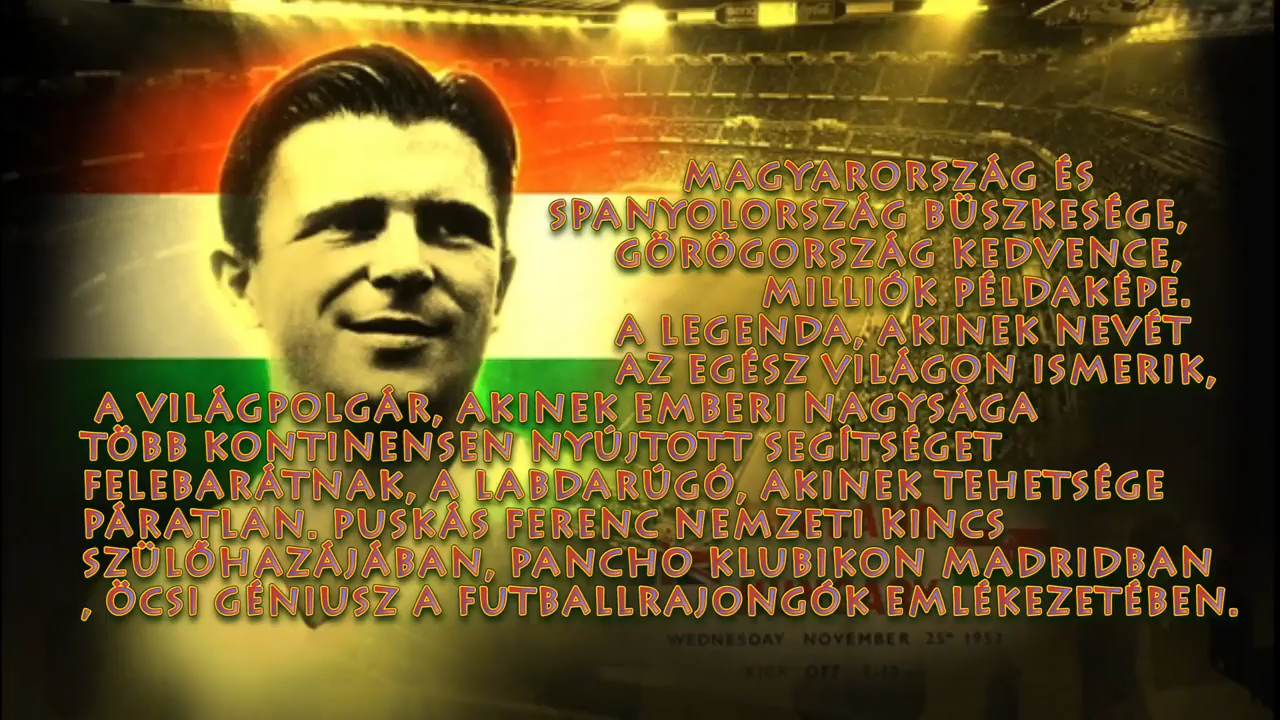 MAGYARORSZÁG ÉS
SPANYOLORSZÁG BÜSZKESÉGE,
GÖRÖGORSZÁG KEDVENCE,
MILLIÓK PÉLDAKÉPE.
A LEGENDA, AKINEK NEVÉT
AZ EGÉSZ VILÁGON ISMERIK,
A VILÁGPOLGÁR, AKINEK EMBERI NAGYSÁGA
TÖBB KONTINENSEN NYÚJTOTT SEGÍTSÉGET
FELEBARÁTNAK, A LABDARÚGÓ, AKINEK TEHETSÉGE
PÁRATLAN. PUSKÁS FERENC NEMZETI KINCS
SZÜLŐHAZÁJÁBAN, PANCHO KLUBIKON MADRIDBAN
, ÖCSI GÉNIUSZ A FUTBALLRAJONGÓK EMLÉKEZETÉBEN.
WEDNESDAY NOVEMBER 25TH 1953
KICK OFF